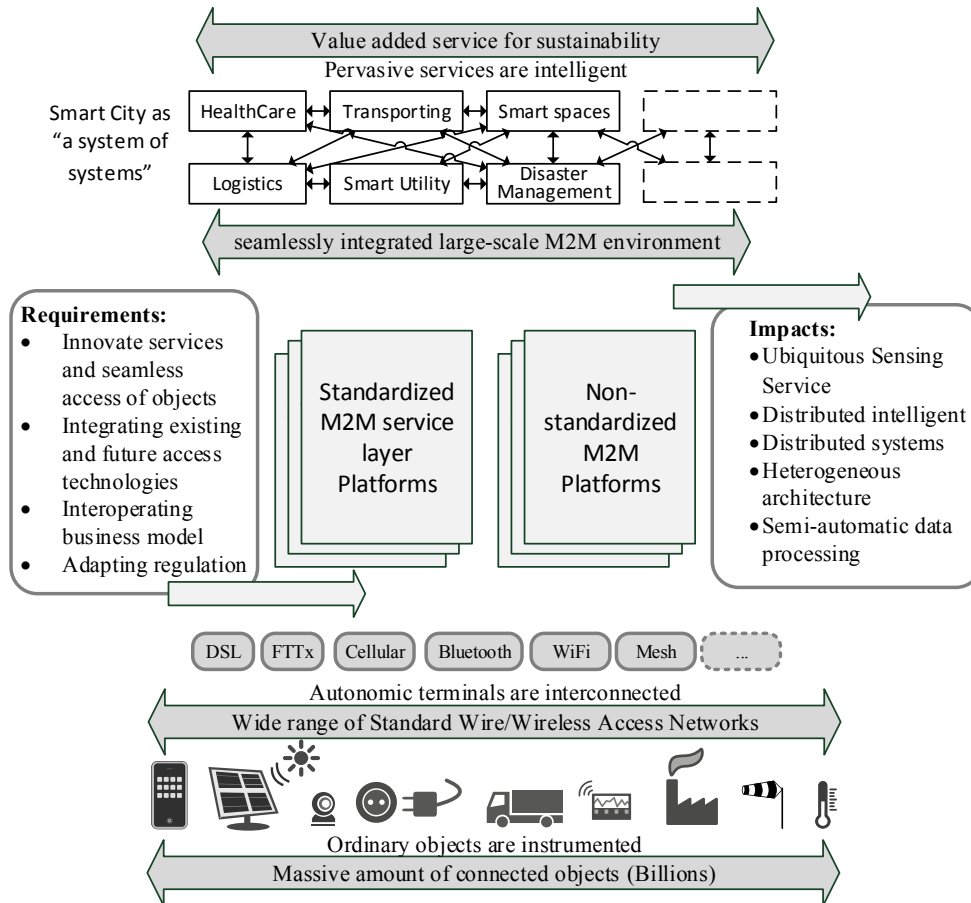 Value added service for sustainability
Pervasive services are intelligent
Smart City as
“a system of
systems”
HealthCare
Transporting
Smart spaces
Logistics
Smart Utility
Disaster
Management
seamlessly integrated large-scale M2M environment
Requirements:
• Innovate services
and seamless
access of objects
• Integrating existing
and future access
technologies
• Interoperating
business model
• Adapting regulation
Standardized
M2M service
layer
Platforms
Non-
standardized
M2M
Platforms
Impacts:
• Ubiquitous Sensing
Service
• Distributed intelligent
• Distributed systems
• Heterogeneous
architecture
• Semi-automatic data
processing
DSL
FTTx
Cellular
Bluetooth
WiFi
Mesh
...
Autonomic terminals are interconnected
Wide range of Standard Wire/Wireless Access Networks
Ordinary objects are instrumented
Massive amount of connected objects (Billions)